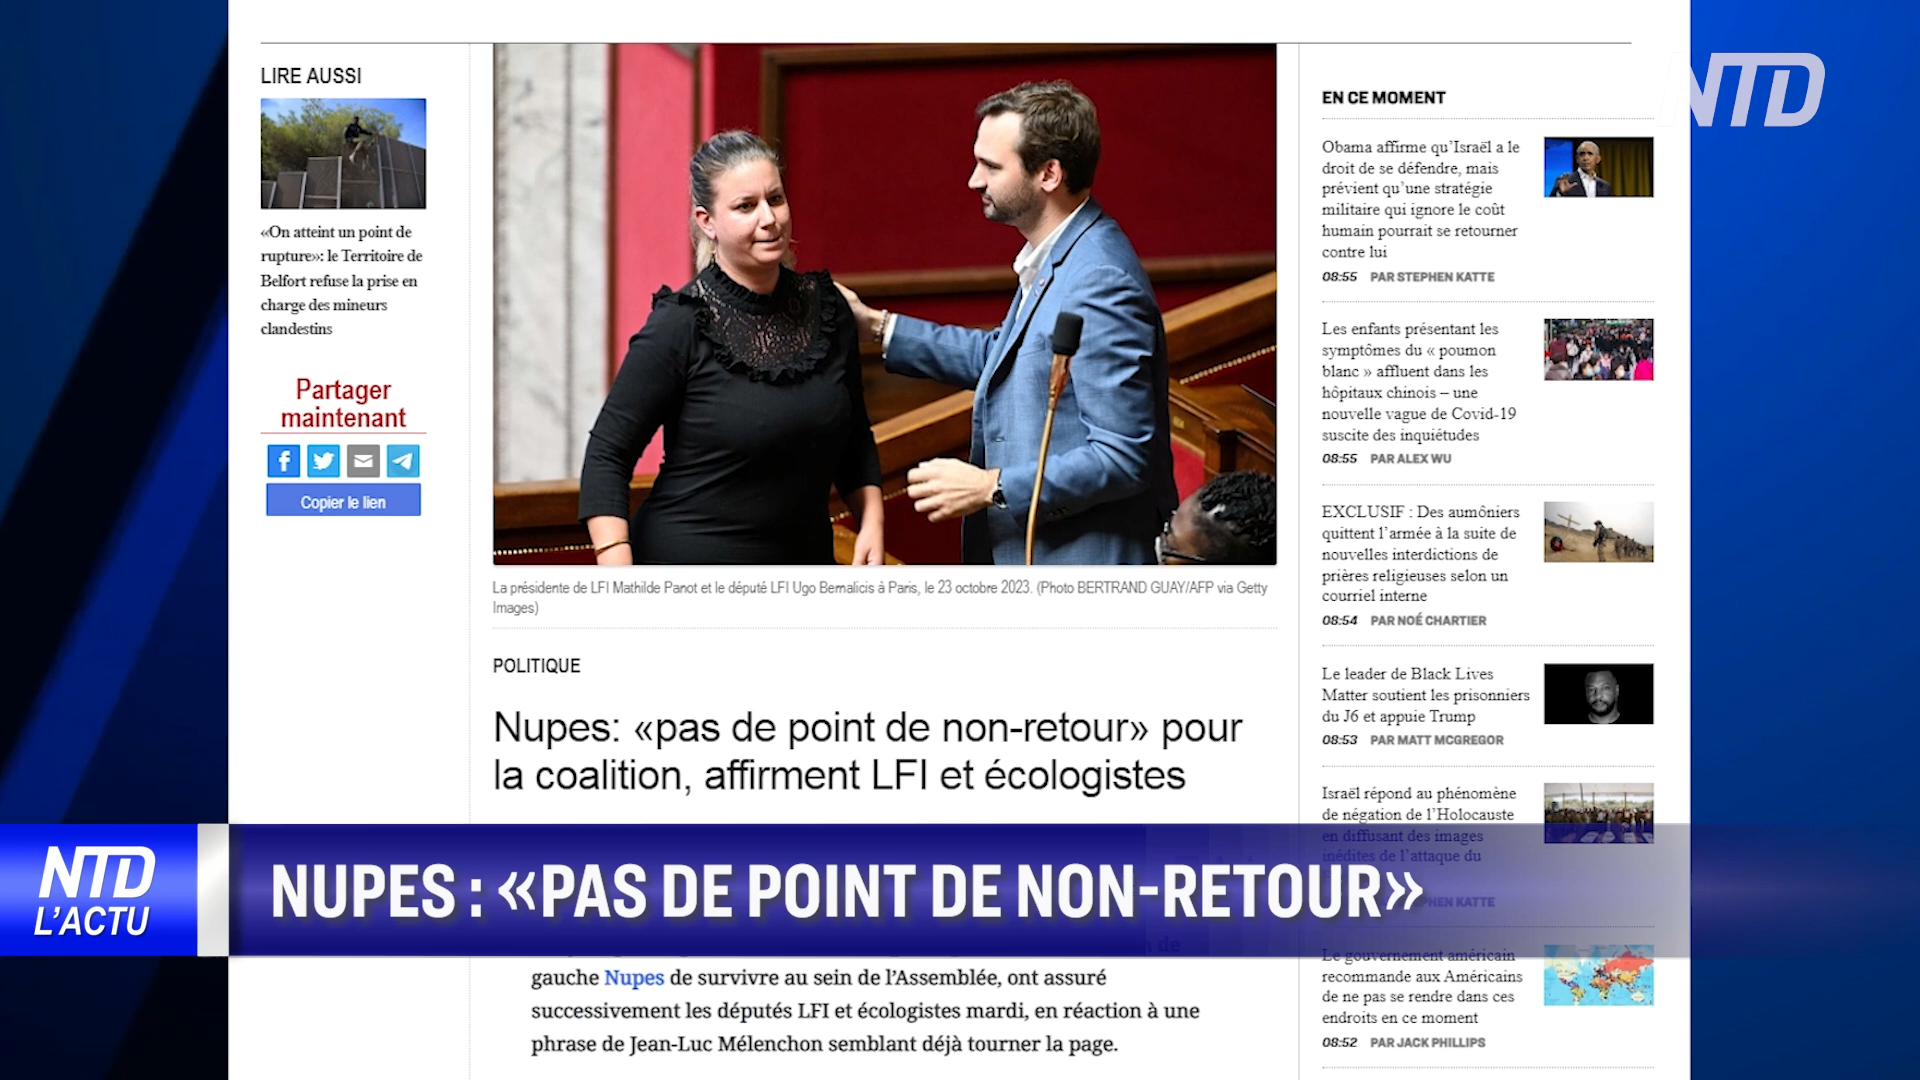 LIRE AUSSI
«On atteint un point de
rupture»: le Territoire de
Belfort refuse la prise en
charge des mineurs
clandestins
Partager
maintenant
Copier le lien
La présidente de LFI Mathilde Panot et le député LFI Ugo Bernalicis à Paris, le 23 octobre 2023. (Photo BERTRAND GUAY/AFP via Getty
Images)
POLITIQUE
Nupes: «pas de point de non-retour» pour
la coalition, affirment LFI et écologistes
gauche Nupes de survivre au sein de l'Assemblée, ont assuré
successivement les députés LFI et écologistes mardi, en réaction à une
phrase de Jean-Luc Mélenchon semblant déjà tourner la page.
NTD
EN CE MOMENT
Obama affirme qu'Israël a le
droit de se défendre, mais
prévient qu'une stratégie
militaire qui ignore le coût
humain pourrait se retourner
contre lui
08:55 PAR STEPHEN KATTE
Les enfants présentant les
symptômes du « poumon
blanc » affluent dans les
hôpitaux chinois – une
nouvelle vague de Covid-19
suscite des inquiétudes
08:55 PAR ALEX WU
EXCLUSIF : Des aumôniers
quittent l'armée à la suite de
nouvelles interdictions de
prières religieuses selon un
courriel interne
08:54 PAR NOÉ CHARTIER
Le leader de Black Lives
Matter soutient les prisonniers
du J6 et appuie Trump
08:53 PAR MATT MCGREGOR
Israël répond au phénomène
de négation de l'Holocauste
en diffusant des images
inédites de l'attaque du
KATTE
Le gouvernement américain
recommande aux Américains
de ne pas se rendre dans ces
endroits en ce moment
08:52 PAR JACK PHILLIPS
NTD
L'ACTU
NUPES : «PAS DE POINT DE NON-RETOUR»